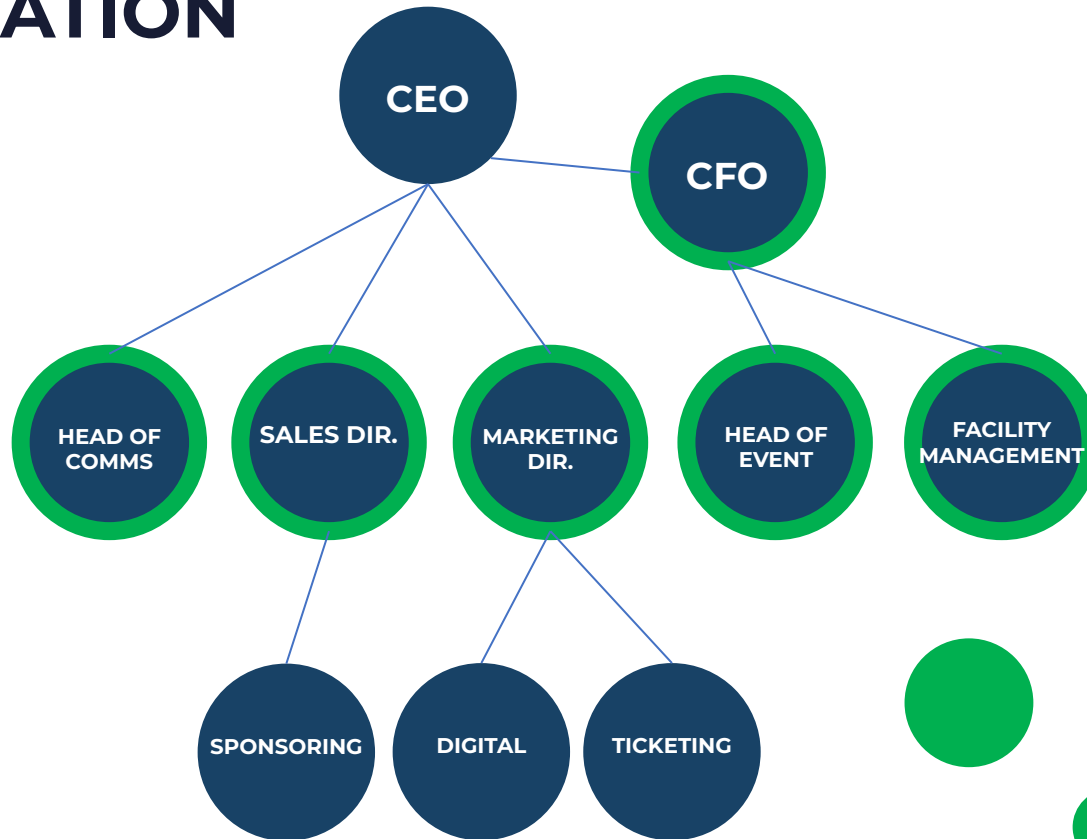 ATION
CEO
CFO
HEAD OF
COMMS
SALES DIR.
MARKETING
DIR.
HEAD OF
EVENT
FACILITY
MANAGEMENT
SPONSORING
DIGITAL
TICKETING